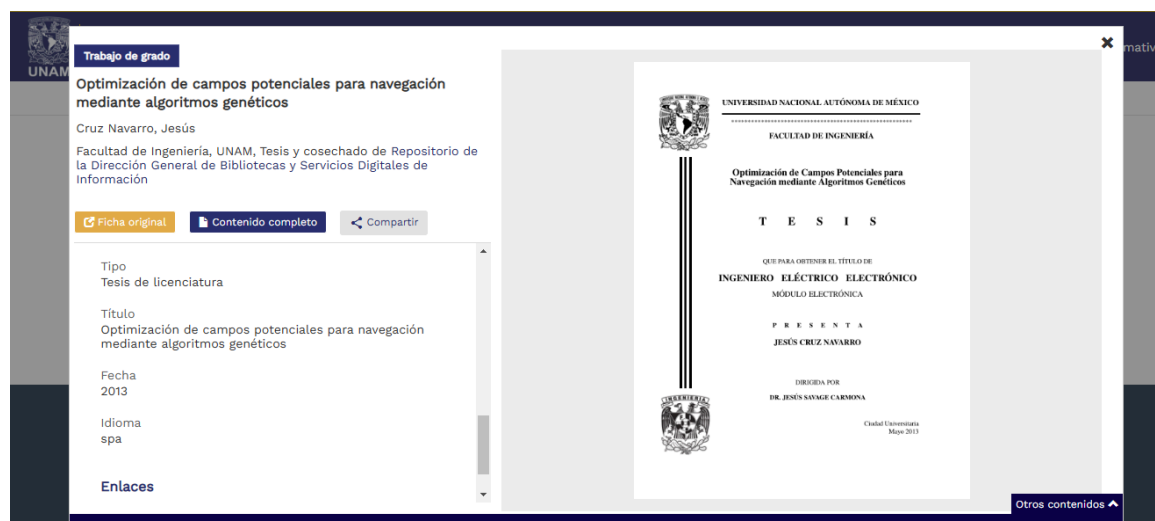 UNAM
mativ
Trabajo de grado
Optimización de campos potenciales para navegación
mediante algoritmos genéticos
Cruz Navarro, Jesús
Facultad de Ingeniería, UNAM, Tesis y cosechado de Repositorio de
la Dirección General de Bibliotecas y Servicios Digitales de
Información
Ficha original
Contenido completo
Compartir
Tipo
Tesis de licenciatura
Título
Optimización de campos potenciales para navegación
mediante algoritmos genéticos
Fecha
2013
Idioma
spa
Enlaces
UNIVERSIDAD NACIONAL AUTÓNOMA DE MÉXICO
FACULTAD DE INGENIERÍA
Optimización de Campos Potenciales para
Navegación mediante Algoritmos Genéticos
T E S I S
QUE PARA OBTENER EL TÍTULO DE
INGENIERO ELÉCTRICO ELECTRÓNICO
MÓDULO ELECTRÓNICA
P R E S E N T A
JESÚS CRUZ NAVARRO
DIRIGIDA POR
DR. JESÚS SAVAGE CARMONA
Ciudad Universitaria
Mayo 2013
INGENIERIA
Otros contenidos